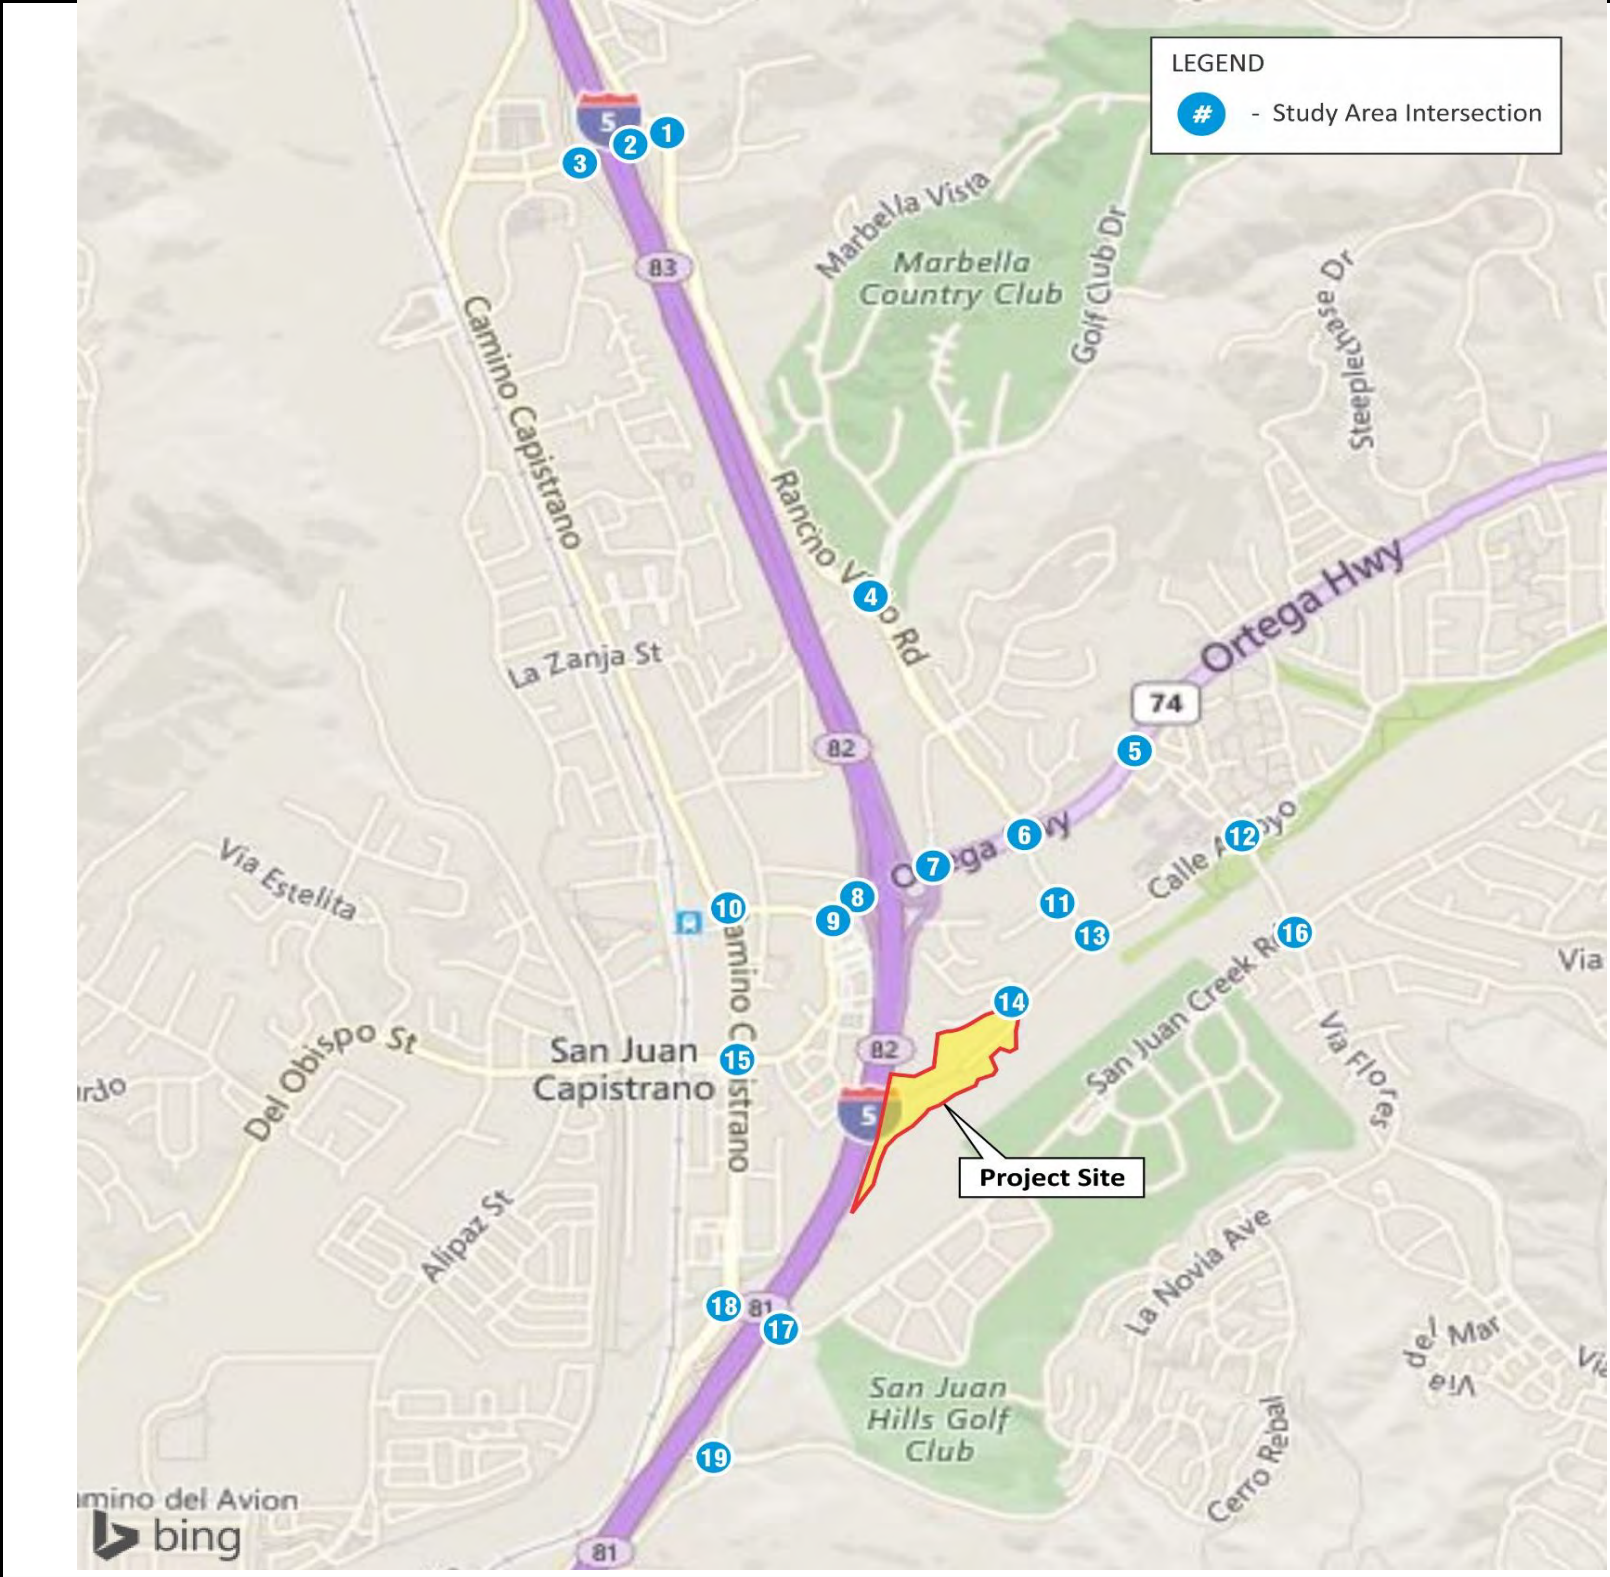 LEGEND
# - Study Area Intersection
5
2
1
3
83
Marbella Vista
Marbella
Country Club
Golf Club Dr
Steeplechase Dr
Camino Capistrano
Rancho
Rd
4
Ortega Hwy
La Zanja St
74
5
82
6
7
Calle
12
Via Estelita
8
9
10
11
13
16
San Juan Creek
Via
14
Del Obispo St
San Juan
Capistrano
15
82
5
Via Flores
Project Site
Alipaz St
La Novia Ave
18
81
17
Via del Mar
San Juan
Hills Golf
Club
19
Cerro Rebal
del Avion
bing
81